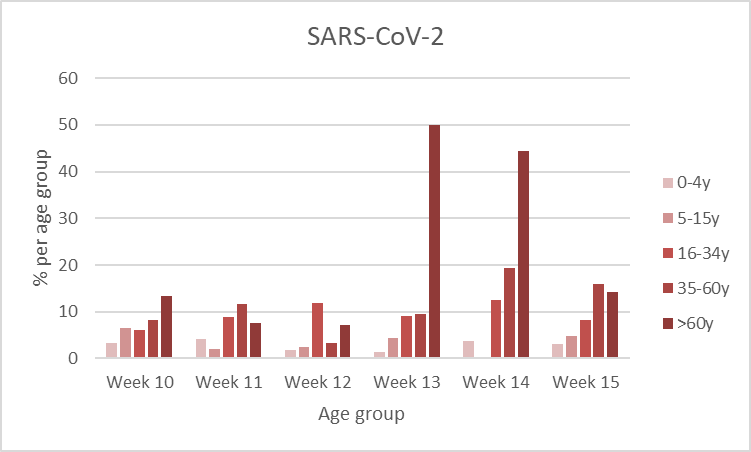 SARS-CoV-2
% per age group
60
50
40
30
20
10
0
Week 10 Week 11 Week 12 Week 13 Week 14 Week 15
Age group
0-4y
5-15y
16-34y
35-60y
>60y